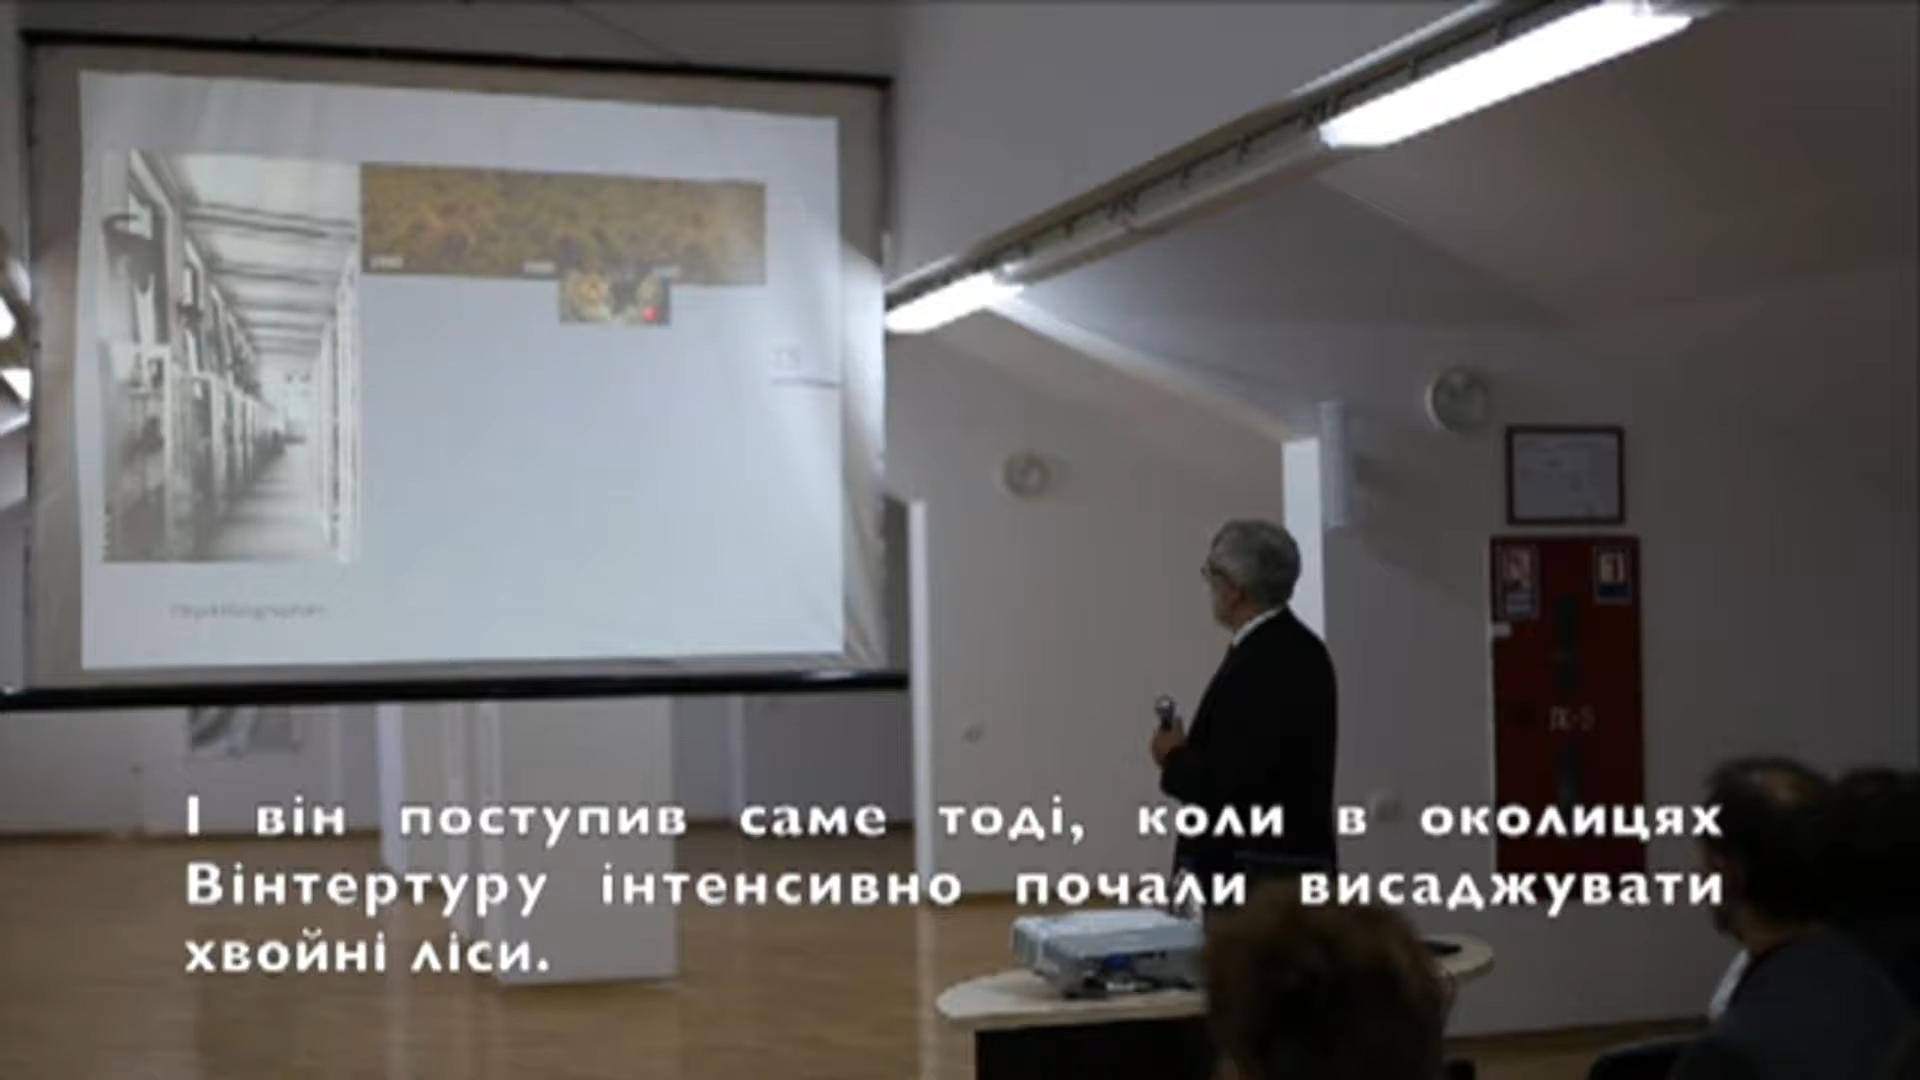 І він поступив саме тоді, коли в околицях
Вінтертуру інтенсивно почали висаджувати
хвойні ліси.